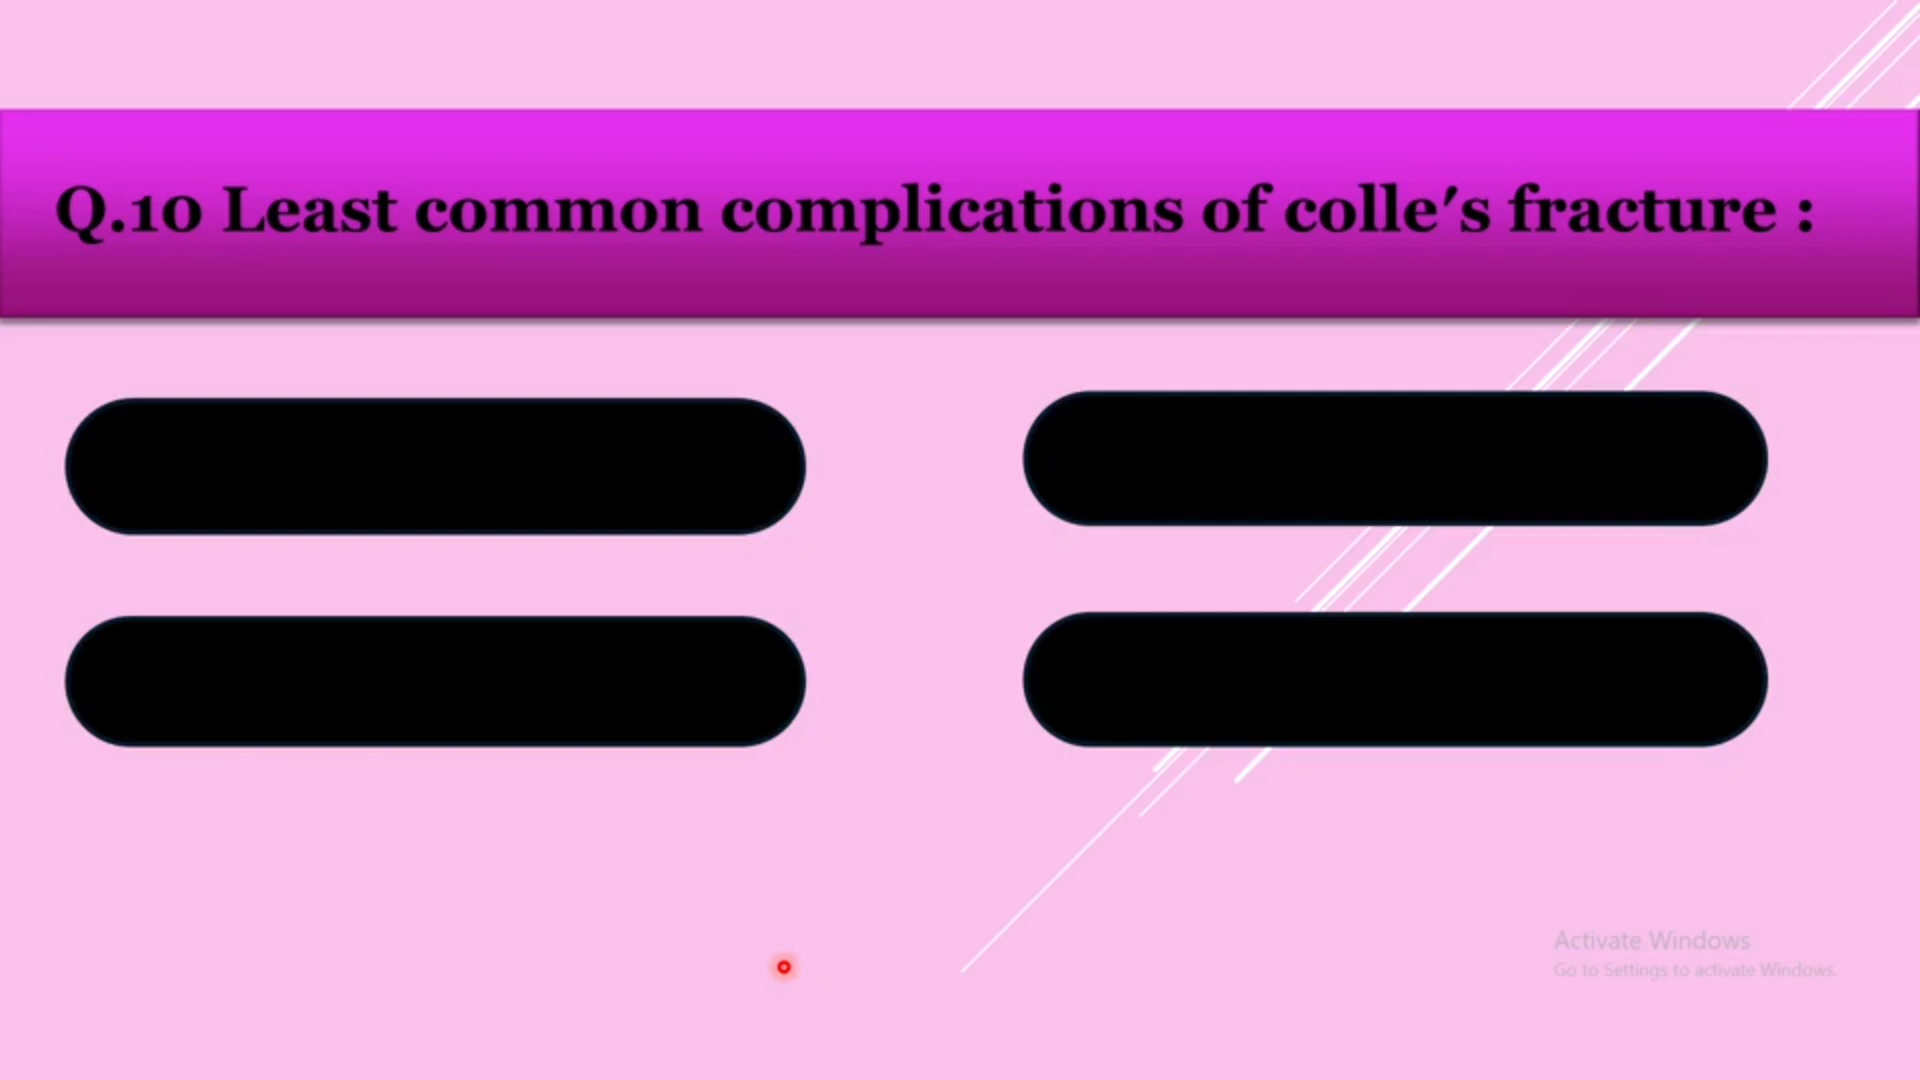 Q.10 Least common complications of colle's fracture :
Activate Windows
Go to Settings to activate Windows.